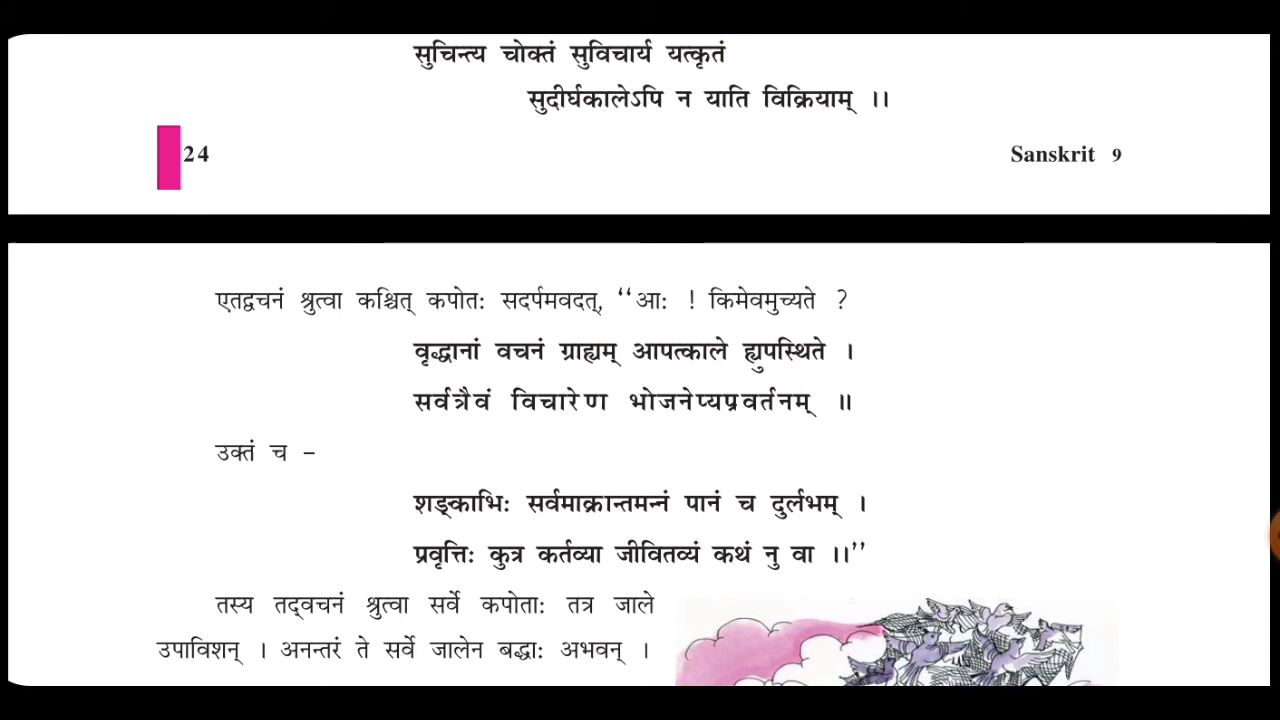 सुचिन्त्य चोक्तं सुविचार्य यत्कृतं
सुदीर्घकालेऽपि न याति विक्रियाम् ।।
24
Sanskrit 9
एतद्वचनं श्रुत्वा कश्चित् कपोतः सदर्पमवदत्, ‘‘आः ! किमेवमुच्यते ?
वृद्धानां वचनं ग्राह्यम् आपत्काले ह्युपस्थिते ।
सर्वत्रैवं विचारेण भोजनेप्यप्रवर्तनम् ॥
उक्तं च –
शङ्काभिः सर्वमाक्रान्तमन्नं पानं च दुर्लभम् ।
प्रवृत्तिः कुत्र कर्तव्या जीवितव्यं कथं नु वा ।।’’
तस्य तद्‌वचनं श्रुत्वा सर्वे कपोताः तत्र जाले
उपाविशन् । अनन्तरं ते सर्वे जालेन बद्धाः अभवन् ।